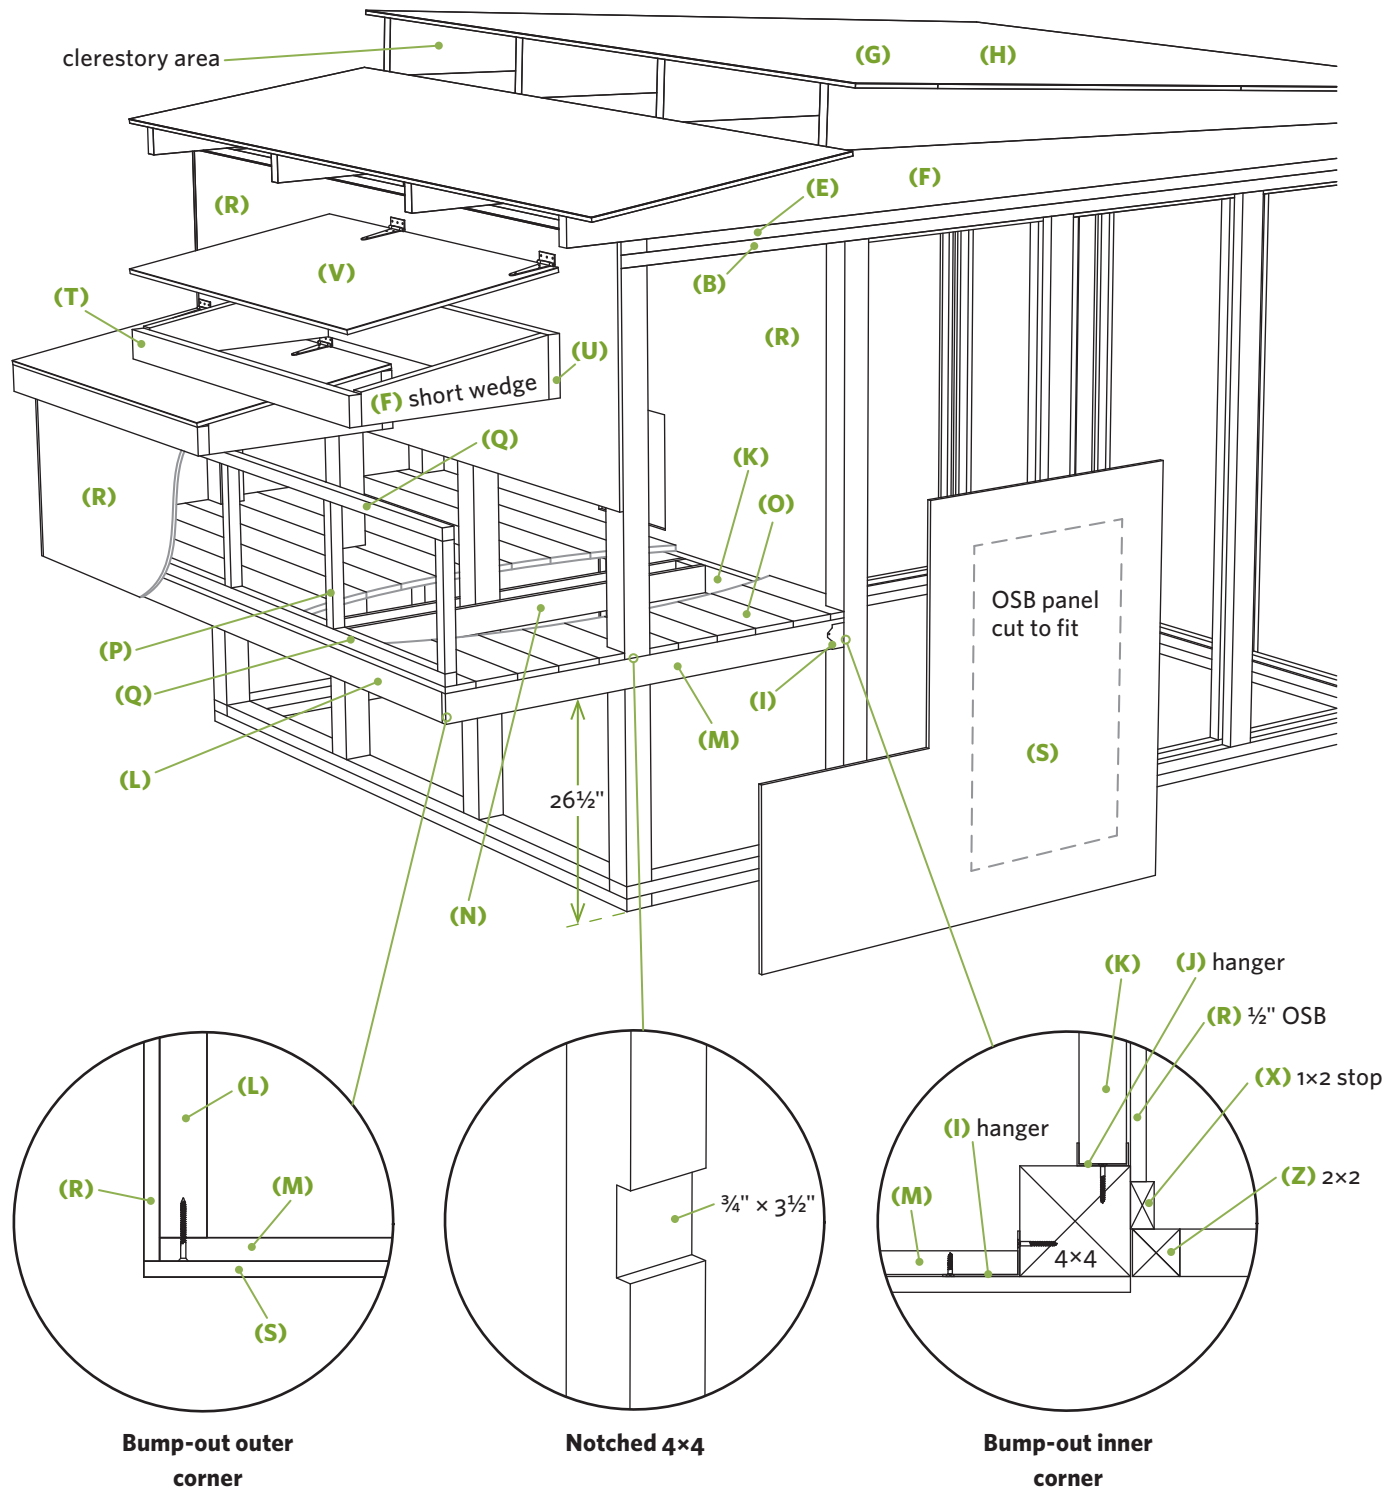 clerestory area
(G)
(H)
(E)
(F)
(R)
(V)
(B)
(T)
(R)
(U)
(F) short wedge
(Q)
(K)
(R)
(O)
OSB panel
cut to fit
(P)
(Q)
(I)
(M)
(S)
(L)
26½"
(N)
(K)
(J) hanger
(R) ½" OSB
(L)
(X) 1×2 stop
(I) hanger
(R)
(M)
¾" × 3½"
(M)
(Z) 2×2
4×4
(S)
Bump-out outer
corner
Notched 4×4
Bump-out inner
corner